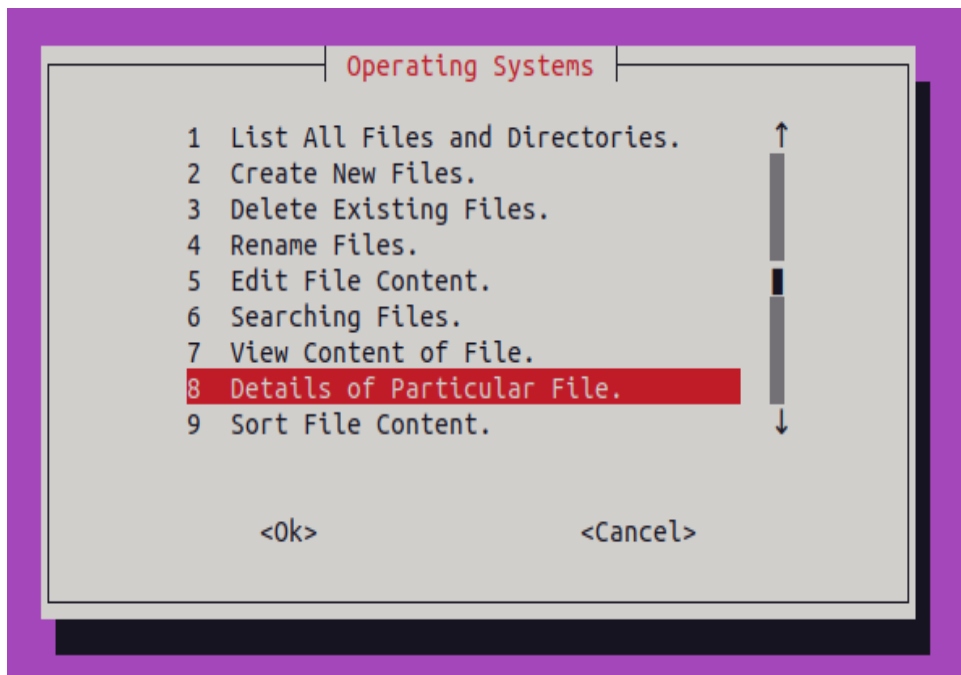 Operating Systems
1 List All Files and Directories.
2 Create New Files.
3 Delete Existing Files.
4 Rename Files.
5 Edit File Content.
6 Searching Files.
7 View Content of File.
8 Details of Particular File.
9 Sort File Content.
<Ok> <Cancel>